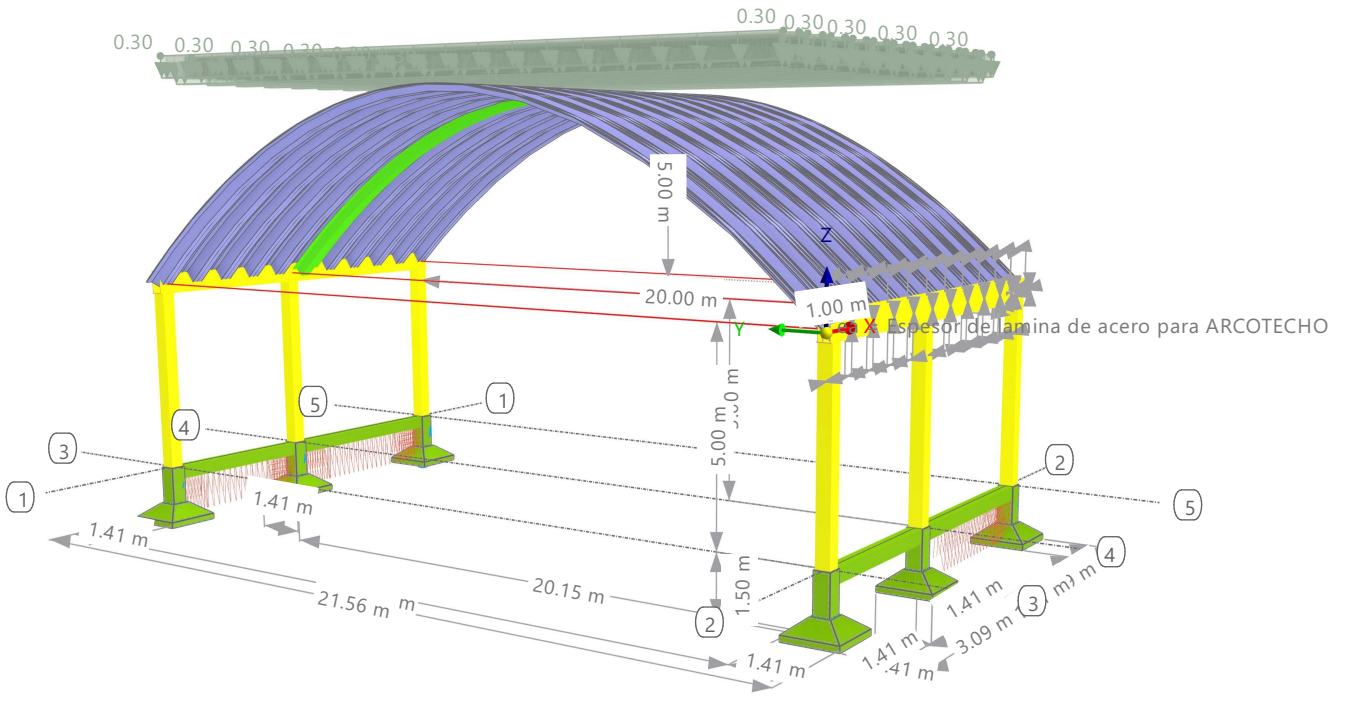 0.30 0.30 0.30 0.30 0.30
0.30 0.30 0.30 0.30
5.00 m
Z
20.00 m
1.00 m
Y
X
Espesor de lamina de acero para ARCOTECHO
5.00 m
5
1
4
3
1
2
5
1.41 m
1.41 m
20.15 m
21.56 m
m
1.50 m
2
1.41 m
1.41 m
1.41 m
.41 m
3.09 m
3
4